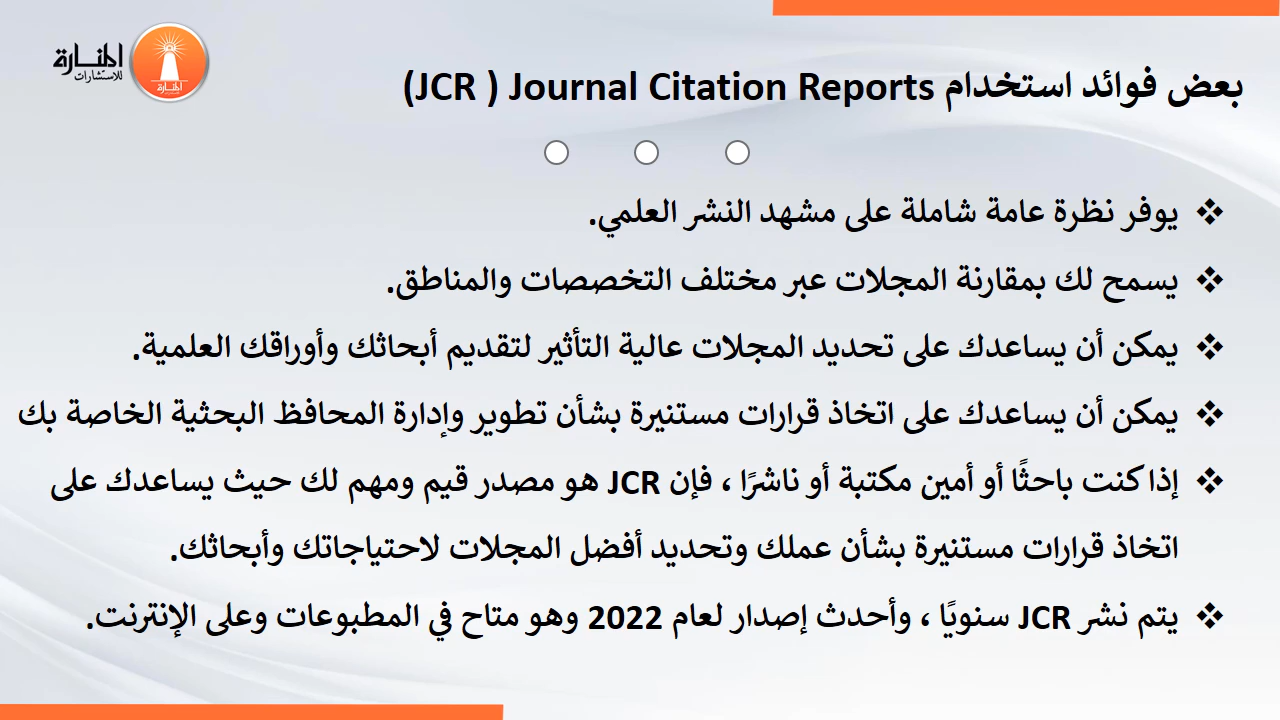 المنارة
للاستشارات
المنارة
بعض فوائد استخدام Journal Citation Reports ( JCR)
❖ يوفر نظرة عامة شاملة على مشهد النشر العلمي.
❖ يسمح لك بمقارنة المجلات عبر مختلف التخصصات والمناطق.
❖ يمكن أن يساعدك على تحديد المجلات عالية التأثير لتقديم أبحاثك وأوراقك العلمية.
❖ يمكن أن يساعدك على اتخاذ قرارات مستنيرة بشأن تطوير وإدارة المحافظ البحثية الخاصة بك
❖ إذا كنت باحثًا أو أمين مكتبة أو ناشرًا ، فإن JCR هو مصدر قيم ومهم لك حيث يساعدك على
اتخاذ قرارات مستنيرة بشأن عملك وتحديد أفضل المجلات لاحتياجاتك وأبحاثك.
❖ يتم نشر JCR سنويًا ، وأحدث إصدار لعام 2022 وهو متاح في المطبوعات وعلى الإنترنت.